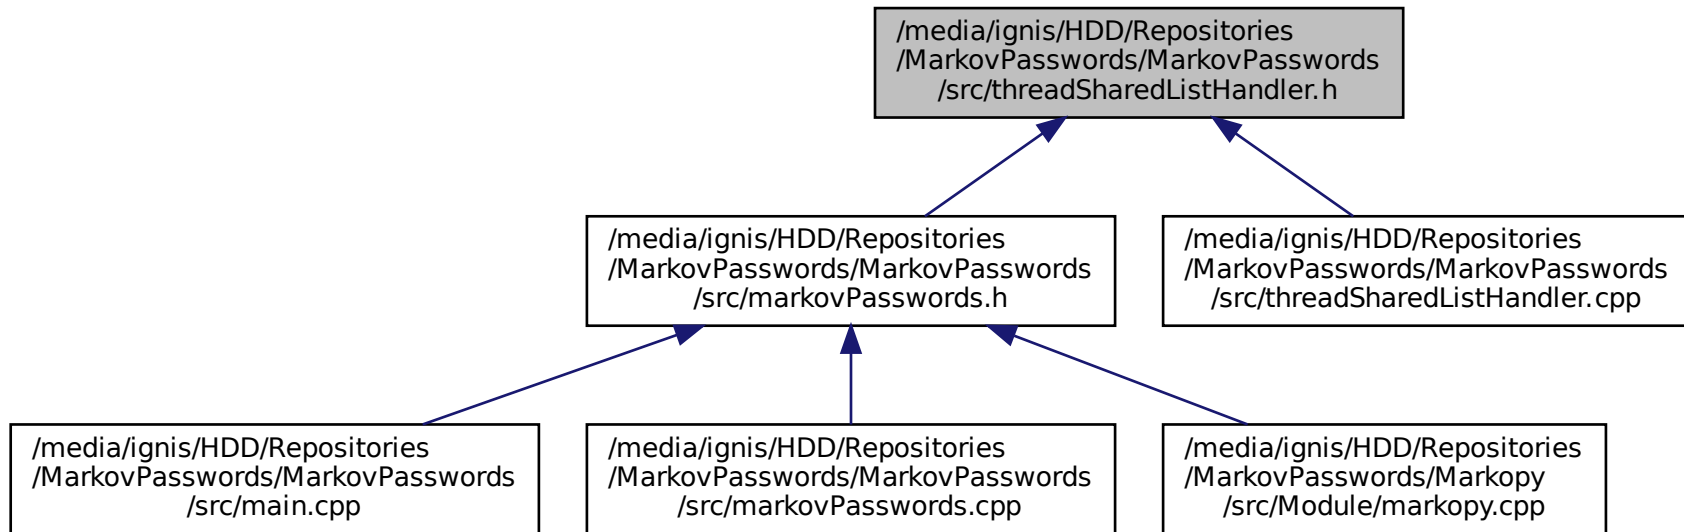 /media/ignis/HDD/Repositories
/MarkovPasswords/MarkovPasswords
/src/threadSharedListHandler.h
/media/ignis/HDD/Repositories
/MarkovPasswords/MarkovPasswords
/src/markovPasswords.h
/media/ignis/HDD/Repositories
/MarkovPasswords/MarkovPasswords
/src/threadSharedListHandler.cpp
/media/ignis/HDD/Repositories
/MarkovPasswords/MarkovPasswords
/src/main.cpp
/media/ignis/HDD/Repositories
/MarkovPasswords/MarkovPasswords
/src/markovPasswords.cpp
/media/ignis/HDD/Repositories
/MarkovPasswords/Markopy
/src/Module/markopy.cpp